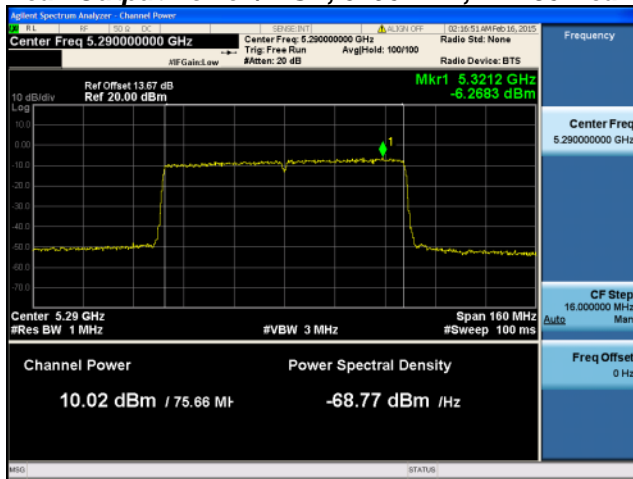 Agilent Spectrum Analyzer - Channel Power
RL RF 50 Ω DC SENSE:INT ALIGN OFF 02:16:51 AM Feb 16, 2015
Center Freq 5.290000000 GHz
Center Freq: 5.290000000 GHz
Radio Std: None
Trig: Free Run Avg|Hold: 100/100
#IFGain:Low
#Atten: 20 dB
Radio Device: BTS
Frequency
Ref Offset 13.67 dB
Mkr1 5.3212 GHz
10 dB/div Ref 20.00 dBm
-6.2683 dBm
Log
10.0
0.00
-10.0
-20.0
-30.0
-40.0
-50.0
-60.0
-70.0
1
Center Freq
5.290000000 GHz
Center 5.29 GHz
Span 160 MHz
#Res BW 1 MHz
#VBW 3 MHz
#Sweep 100 ms
CF Step
16.000000 MHz
Auto Man
Freq Offset
0 Hz
Channel Power
Power Spectral Density
10.02 dBm / 75.66 MH
-68.77 dBm /Hz
MSG STATUS